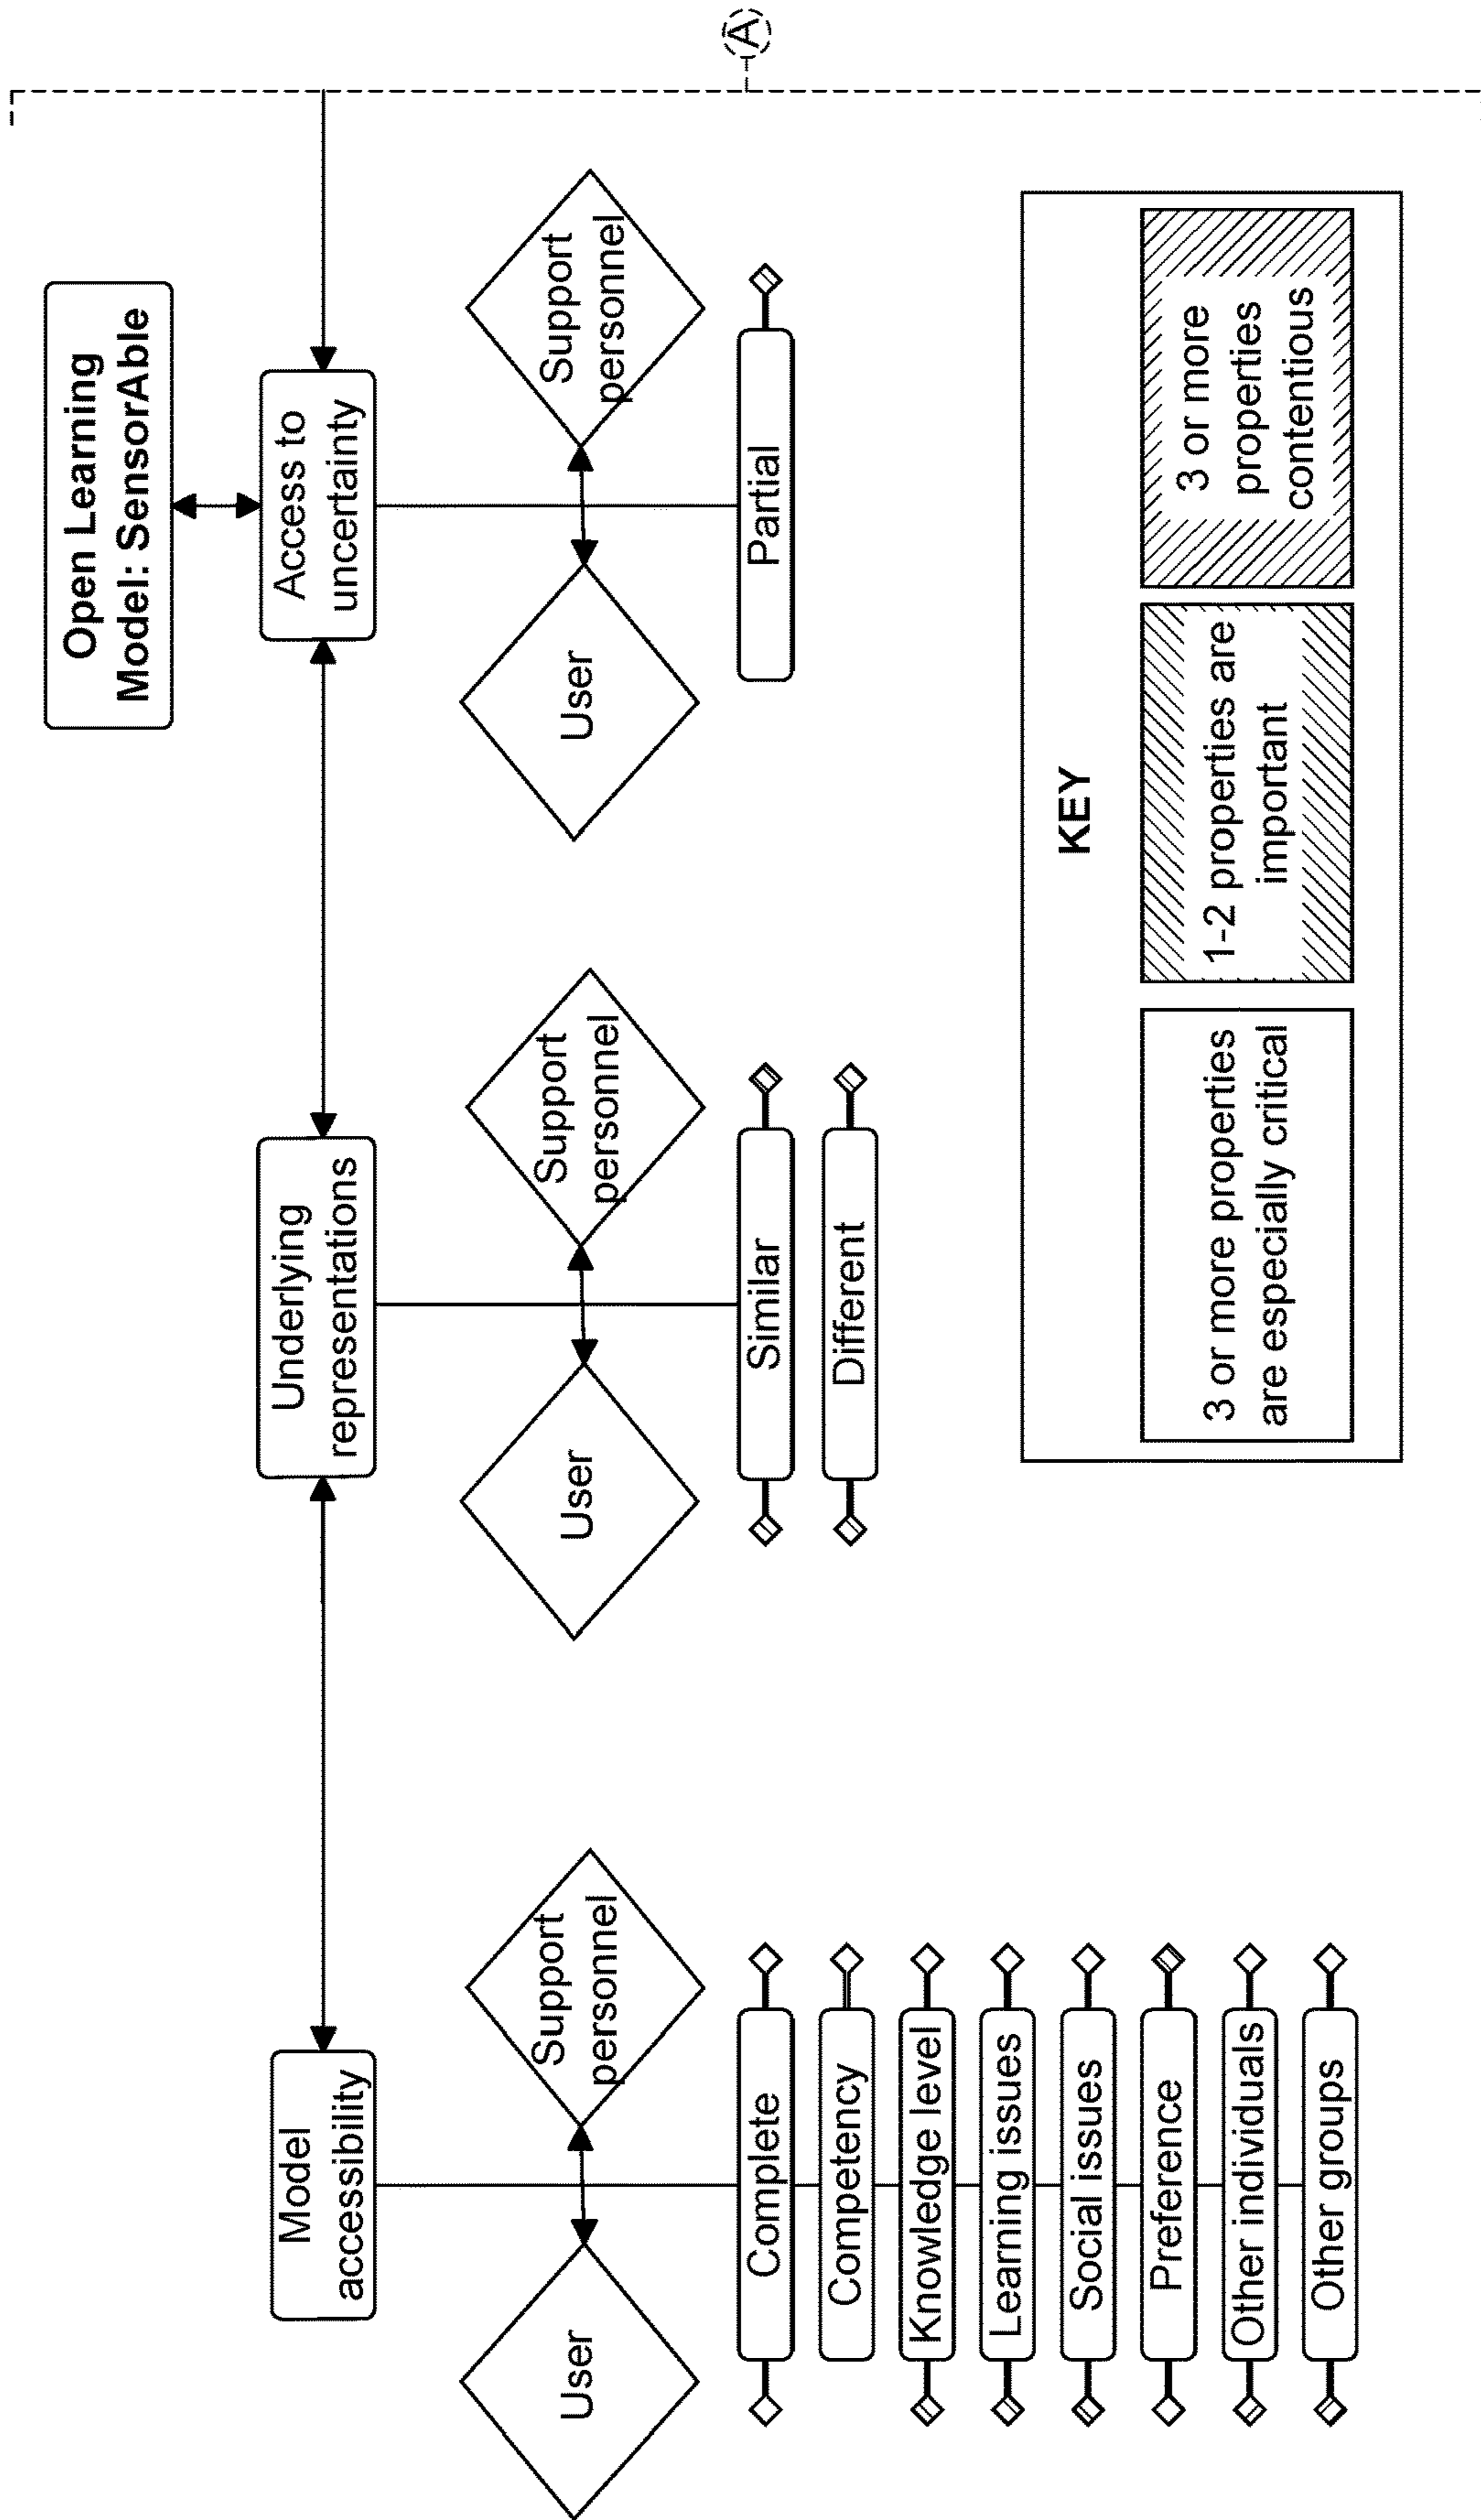 Open Learning
Model: SensorAble
Model
accessibility
Underlying
representations
Access to
uncertainty
User
Support
personnel
User
Support
personnel
User
Support
personnel
Complete
Competency
Knowledge level
Learning issues
Social issues
Preference
Other individuals
Other groups
Similar
Different
Partial
KEY
3 or more properties
are especially critical
1-2 properties are
important
3 or more
properties
contentious
A